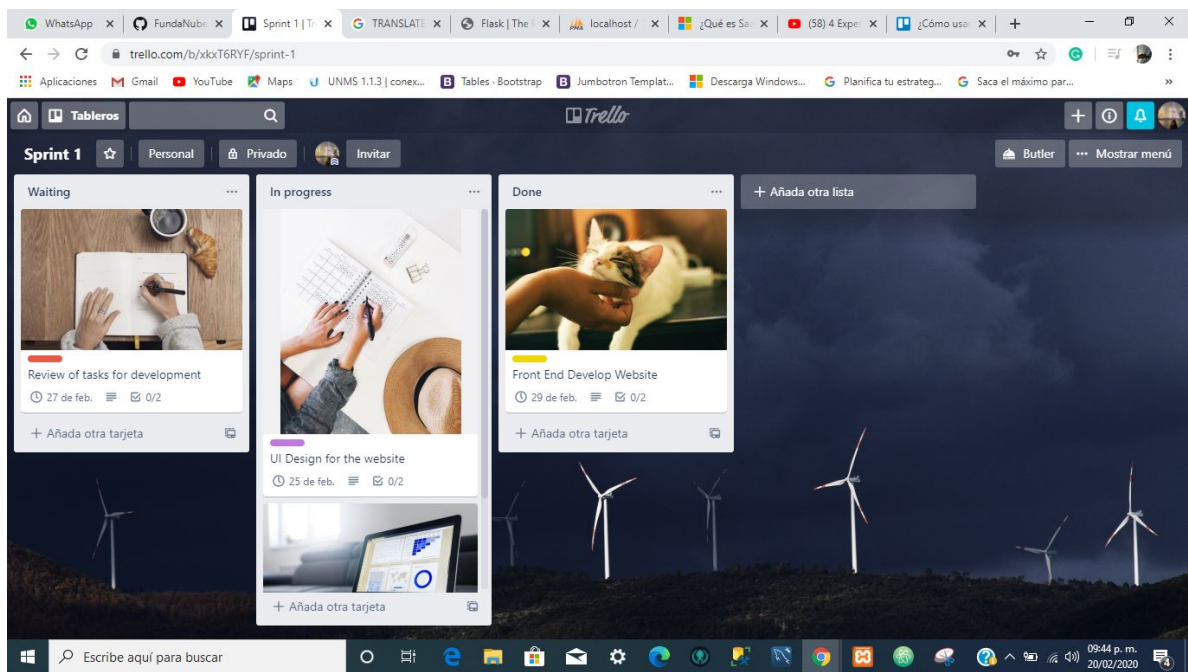 WhatsApp
FundaNube
Sprint 1 | Tr
TRANSLATE
Flask | The
localhost /
¿Qué es Sac
(58) 4 Expe
¿Cómo usa
trello.com/b/xkxT6RYF/sprint-1
Aplicaciones
Gmail
YouTube
Maps
UNMS 1.1.3 | conex...
Tables · Bootstrap
Jumbotron Templat...
Descarga Windows...
Planifica tu estrateg...
Saca el máximo par...
Tableros
Trello
Sprint 1
Personal
Privado
Invitar
Butler
Mostrar menú
Waiting
Review of tasks for development
27 de feb.
0/2
+ Añada otra tarjeta
In progress
UI Design for the website
25 de feb.
0/2
+ Añada otra tarjeta
Done
Front End Develop Website
29 de feb.
0/2
+ Añada otra tarjeta
+ Añada otra lista
Escribe aquí para buscar
09:44 p. m.
20/02/2020